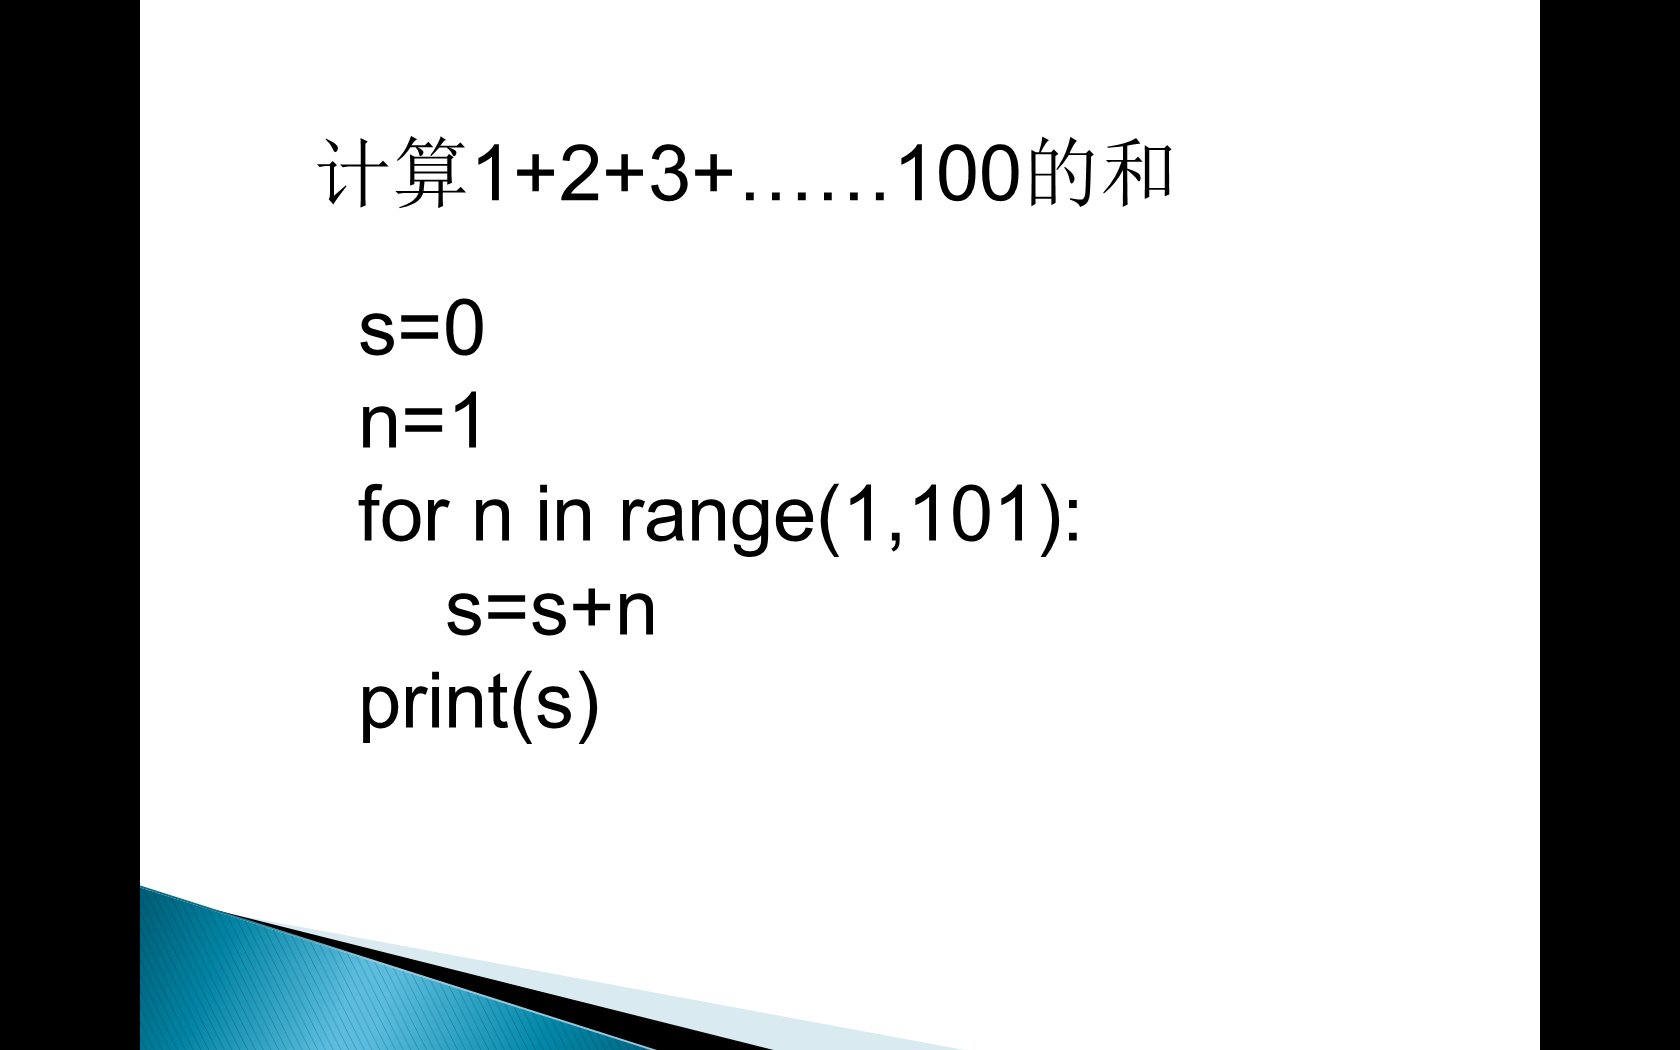 计算1+2+3+……100的和
s=0
n=1
for n in range(1,101):
    s=s+n
print(s)